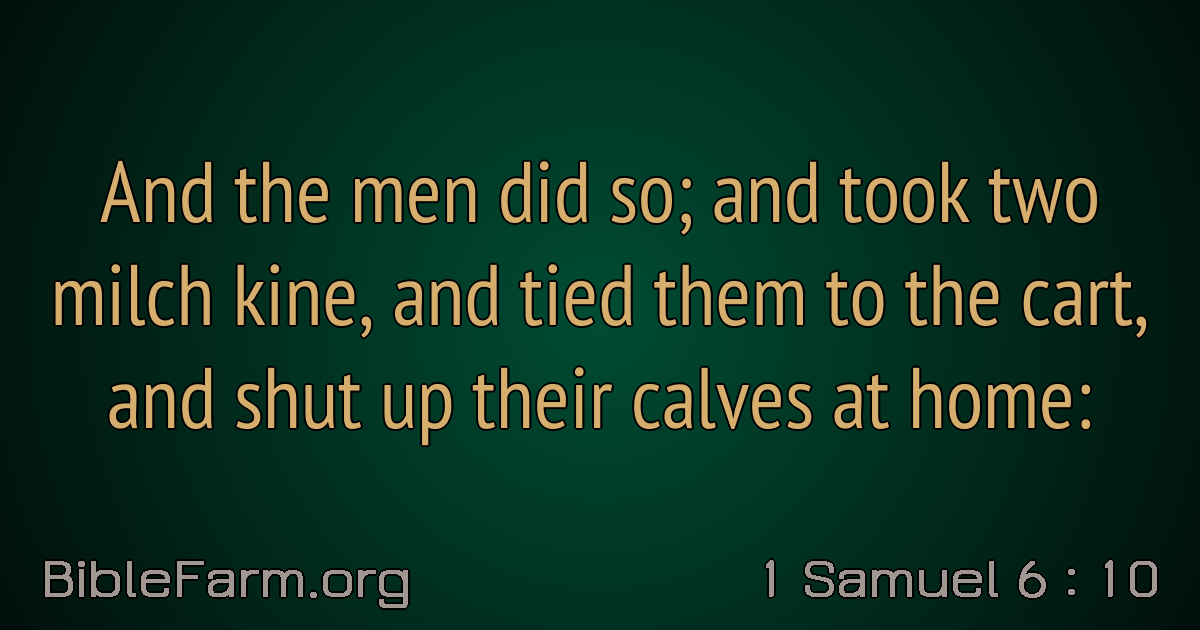 And the men did so; and took two
milch kine, and tied them to the cart,
and shut up their calves at home:
BibleFarm.org
1 Samuel 6 : 10